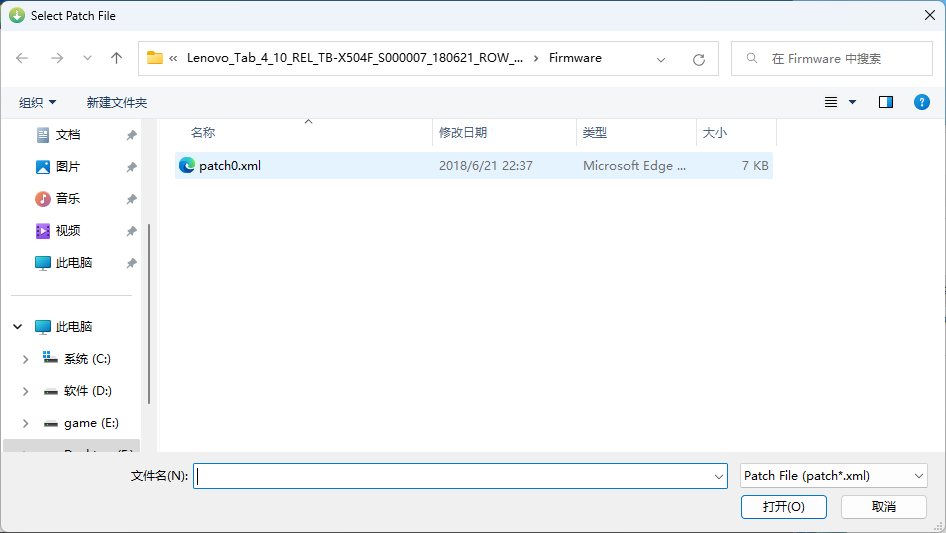 Select Patch File
« Lenovo_Tab_4_10_REL_TB-X504F_S000007_180621_ROW_... › Firmware
在 Firmware 中搜索
组织 新建文件夹
文档
图片
音乐
视频
此电脑
此电脑
系统 (C:)
软件 (D:)
game (E:)
名称 修改日期 类型 大小
patch0.xml 2018/6/21 22:37 Microsoft Edge ... 7 KB
文件名(N): Patch File (patch*.xml)
打开(O) 取消